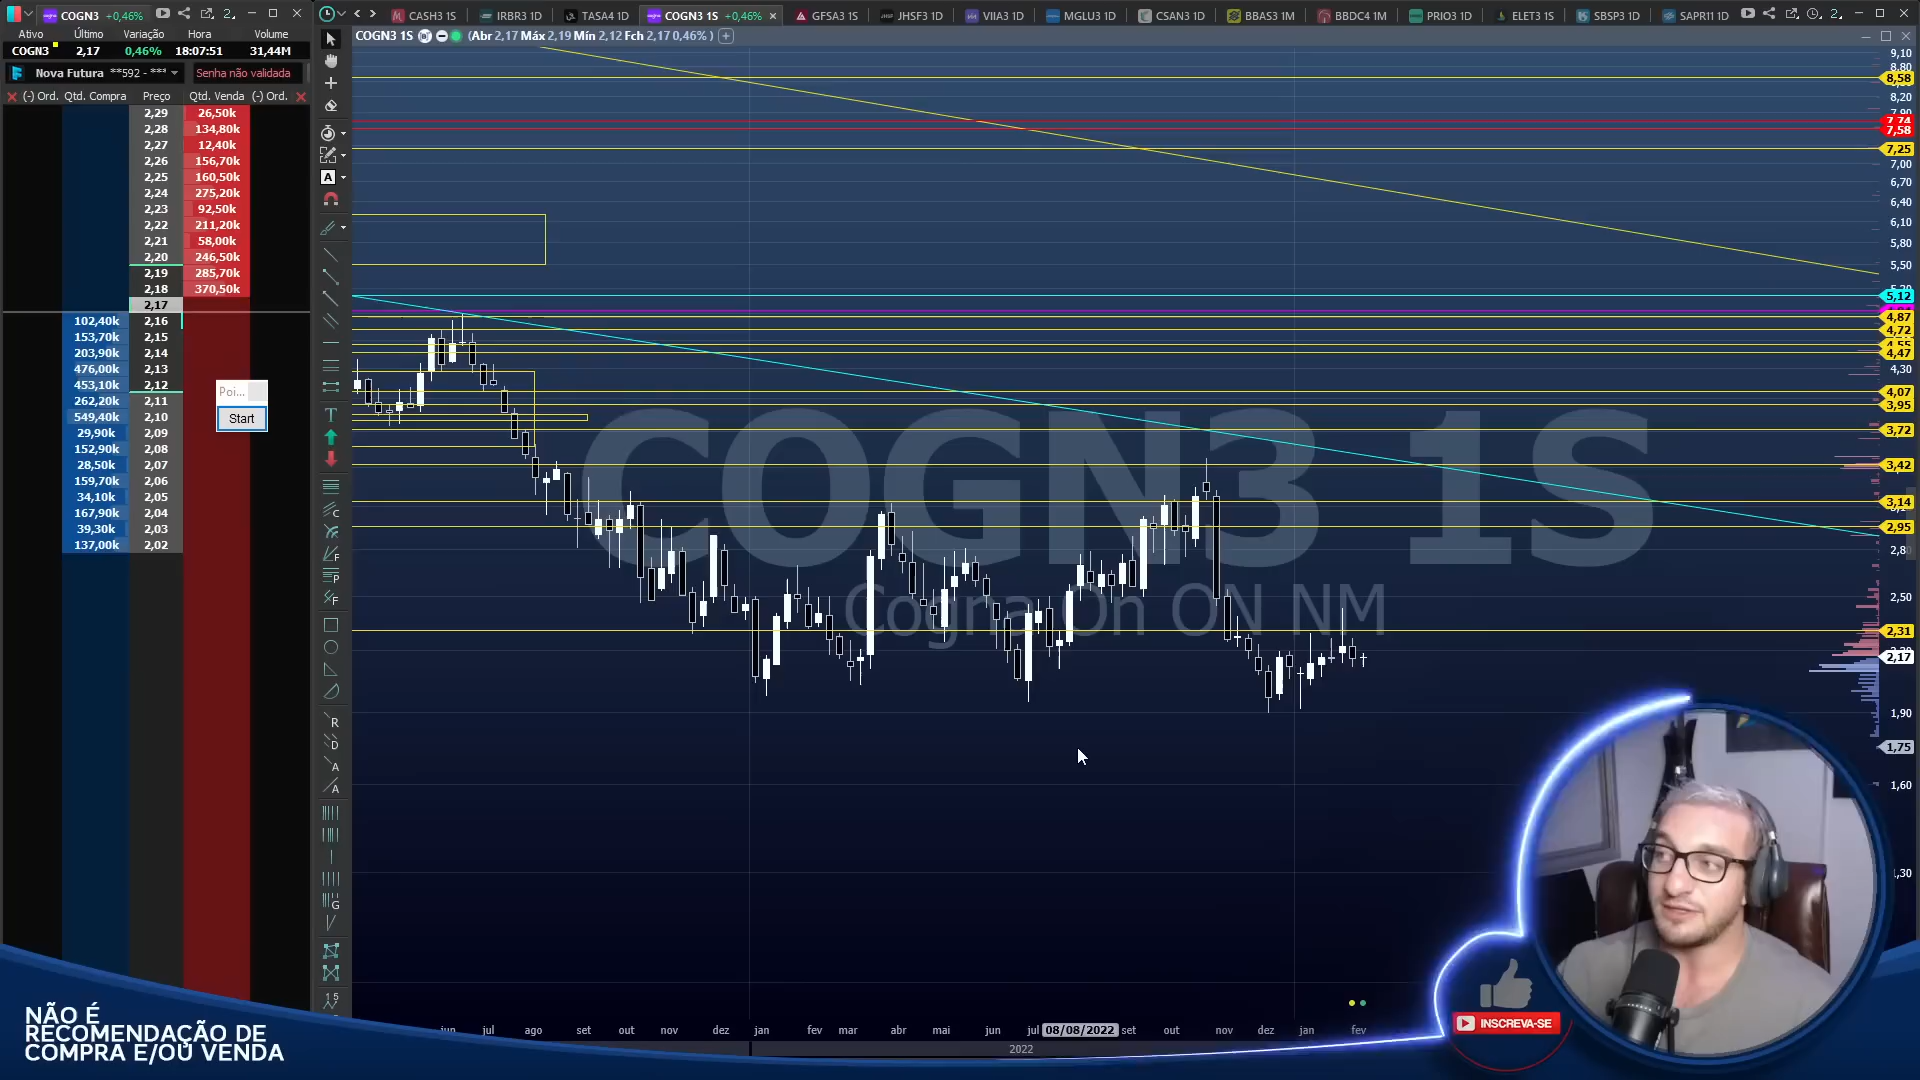 COGN3 +0,46%
2..
Ativo Último Variação Hora Volume
COGN3 2,17 0,46% 18:07:51 31,44M
Nova Futura **592 - *** Senha não validada
(-) Ord. Qtd. Compra Preço Qtd. Venda (-) Ord.
2,29 26,50k
2,28 134,80k
2,27 12,40k
2,26 156,70k
2,25 160,50k
2,24 275,20k
2,23 92,50k
2,22 211,20k
2,21 58,00k
2,20 246,50k
2,19 285,70k
2,18 370,50k
2,17
102,40k 2,16
153,70k 2,15
203,90k 2,14
476,00k 2,13
453,10k 2,12
262,20k 2,11
549,40k 2,10
29,90k 2,09
152,90k 2,08
28,50k 2,07
159,70k 2,06
34,10k 2,05
167,90k 2,04
39,30k 2,03
137,00k 2,02
Poi...
Start
CASH3 1S IRBR3 1D TASA4 1D COGN3 1S +0,46% GFSA3 1S JHSF3 1D VIIA3 1D MGLU3 1D CSAN3 1D BBAS3 1M BBDC4 1M PRIO3 1D ELET3 1S SBSP3 1D SAPR11 1D 2..
COGN3 1S (Abr 2,17 Máx 2,19 Mín 2,12 Fch 2,17 0,46% )
COGN3 1S
Cogna On ON NM
9,10
8,80
8,58
8,20
7,90
7,74
7,58
7,25
7,00
6,70
6,40
6,10
5,80
5,50
5,12
4,87
4,72
4,55
4,47
4,30
4,07
3,95
3,72
3,42
3,14
2,95
2,80
2,50
2,31
2,17
1,90
1,75
1,60
1,30
jun jul ago set out nov dez jan fev mar abr mai jun jul 08/08/2022 set out nov dez jan fev
2022
NÃO É
RECOMENDAÇÃO DE
COMPRA E/OU VENDA
INSCREVA-SE